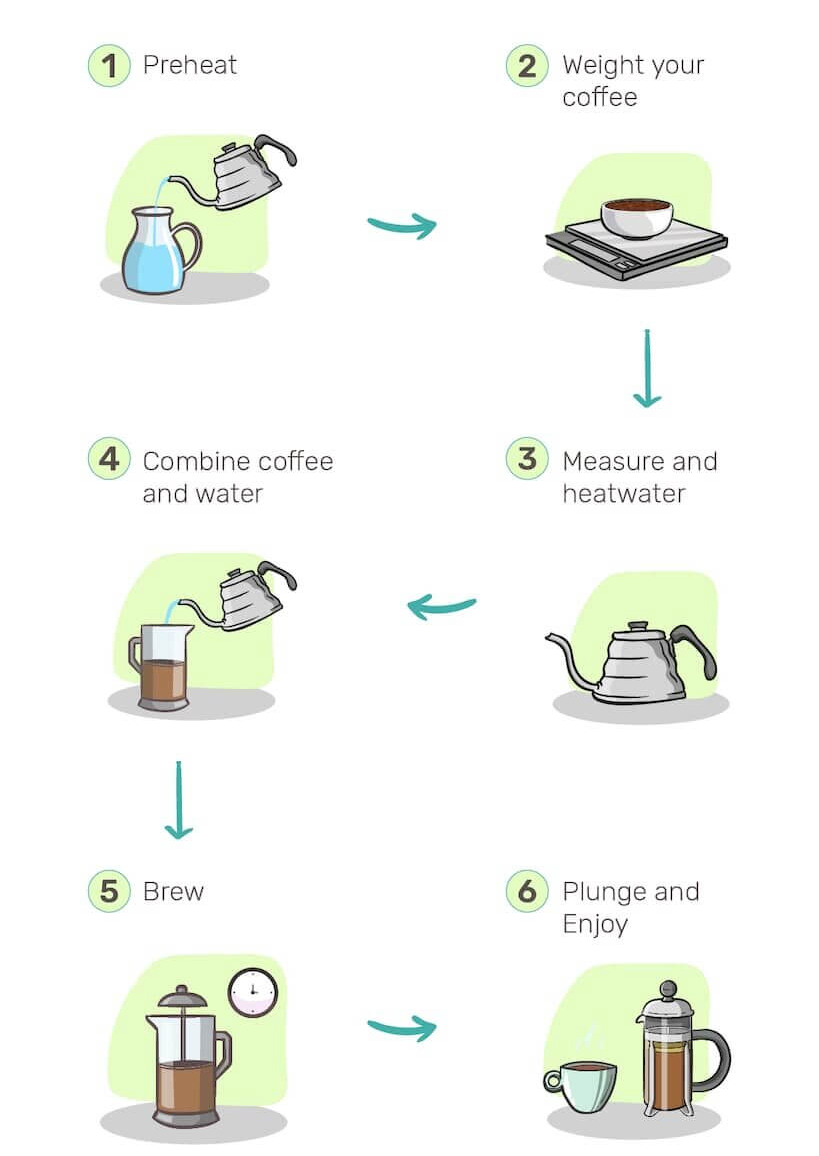 1 Preheat
2 Weight your
coffee
3 Measure and
heatwater
4 Combine coffee
and water
5 Brew
6 Plunge and
Enjoy